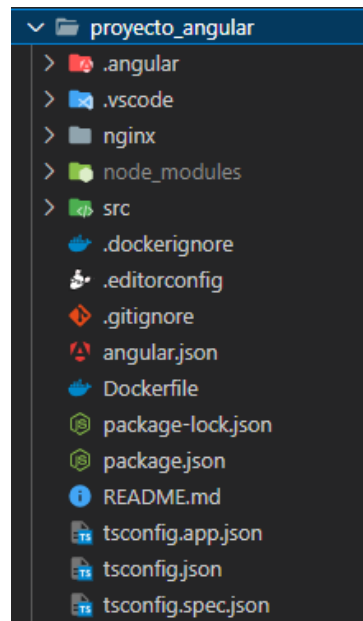 proyecto_angular
.angular
.vscode
nginx
node_modules
src
.dockerignore
.editorconfig
.gitignore
angular.json
Dockerfile
package-lock.json
package.json
README.md
tsconfig.app.json
tsconfig.json
tsconfig.spec.json